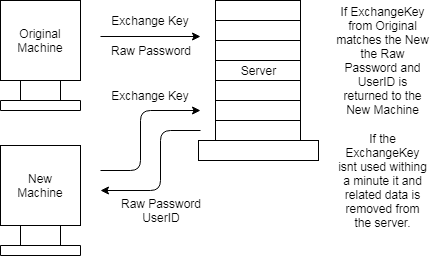 Original
Machine
Exchange Key
Raw Password
Server
Exchange Key
New
Machine
Raw Password
UserID
If ExchangeKey
from Original
matches the New
the Raw
Password and
UserID is
returned to the
New Machine
If the
ExchangeKey
isnt used withing
a minute it and
related data is
removed from
the server.